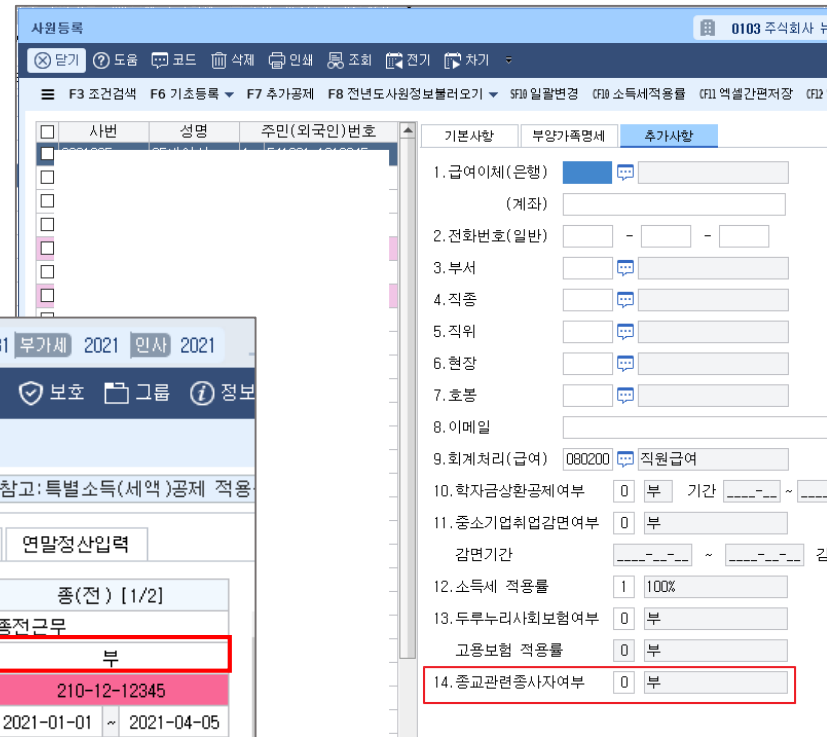 사원등록
0103 주식회사
닫기 도움 코드 삭제 인쇄 조회 전기 차기
F3 조건검색 F6 기초등록 F7 추가공제 F8 전년도사원정보불러오기 SF10 일괄변경 CF10 소득세적용률 CF11 엑셀간편저장 CF12
사번 성명 주민(외국인)번호
기본사항 부양가족명세 추가사항
1.급여이체(은행)
(계좌)
2.전화번호(일반) - -
3.부서
4.직종
5.직위
6.현장
7.호봉
8.이메일
9.회계처리(급여) 080200 직원급여
10.학자금상환공제여부 0 부 기간 ____-__ ~
11.중소기업취업감면여부 0 부
감면기간 ____-__-__ ~ ____-__-__
12.소득세 적용률 1 100%
13.두루누리사회보험여부 0 부
고용보험 적용률 0 부
14.종교관련종사자여부 0 부
부가세 2021 인사 2021
보호 그룹 정보
참고:특별소득(세액)공제 적용
연말정산입력
종(전) [1/2]
종전근무
부
210-12-12345
2021-01-01 ~ 2021-04-05